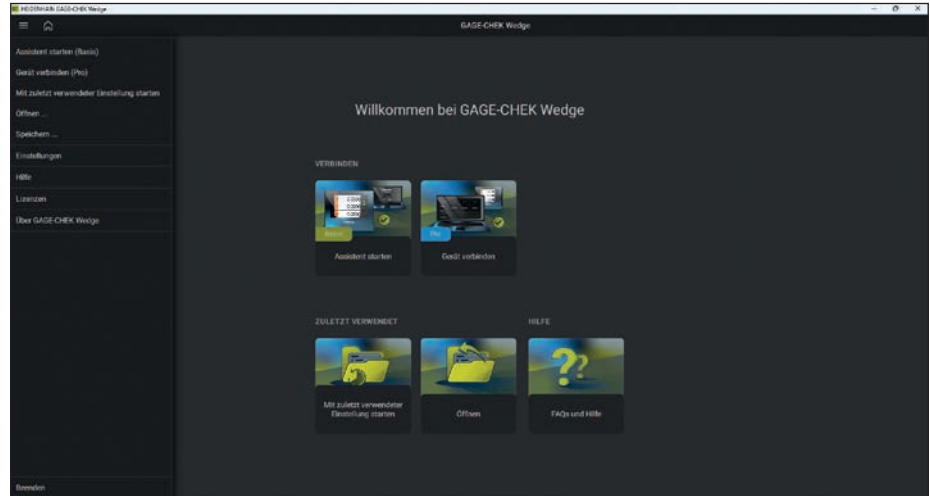 HEIDENHAIN GAGE-CHEK Wedge
GAGE-CHEK Wedge
Assistent starten (Basis)
Gerät verbinden (Pro)
Mit zuletzt verwendeter Einstellung starten
Öffnen ...
Speichern ...
Einstellungen
Hilfe
Lizenzen
Über GAGE-CHEK Wedge
Beenden
Willkommen bei GAGE-CHEK Wedge
VERBINDEN
Assistent starten
Pro
Gerät verbinden
ZULETZT VERWENDET
HILFE
Mit zuletzt verwendeter
Einstellung starten
Öffnen
FAQs und Hilfe